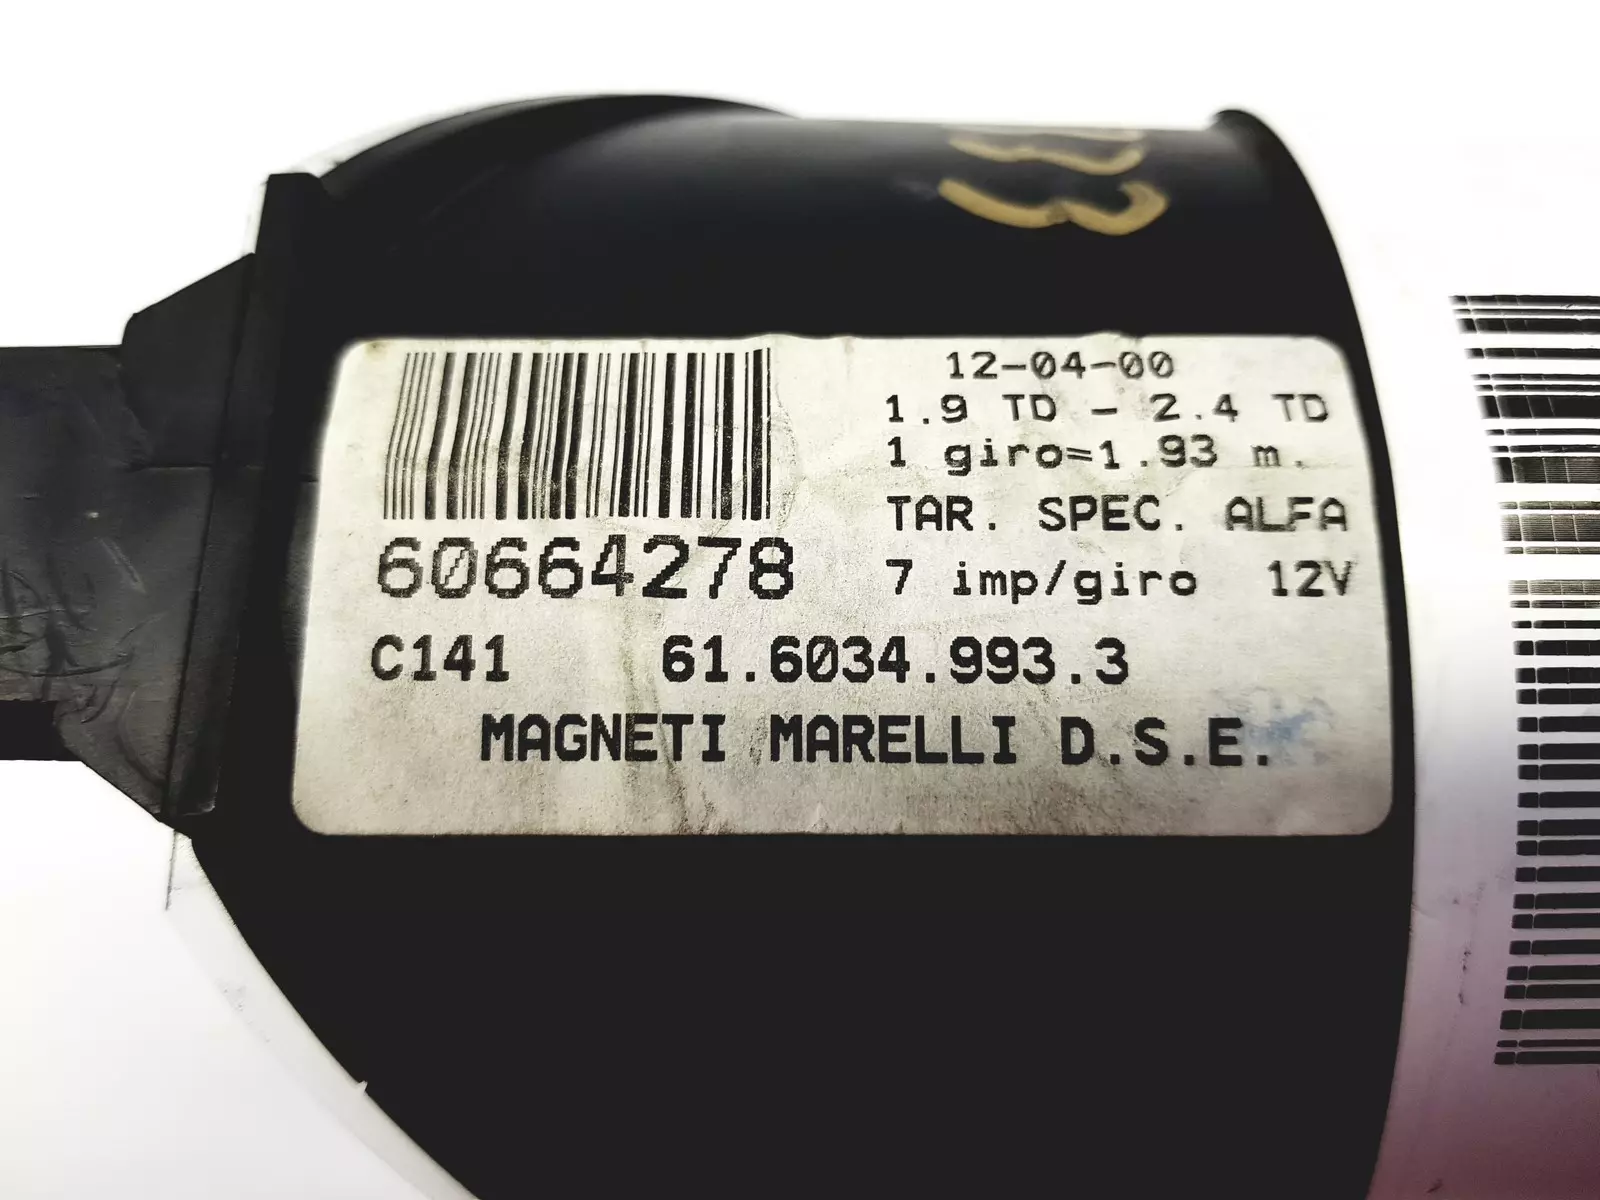 12-04-00
1.9 TD - 2.4 TD
1 giro=1.93 m.
TAR. SPEC. ALFA
60664278 7 imp/giro 12V
C141 61.6034.993.3
MAGNETI MARELLI D.S.E.